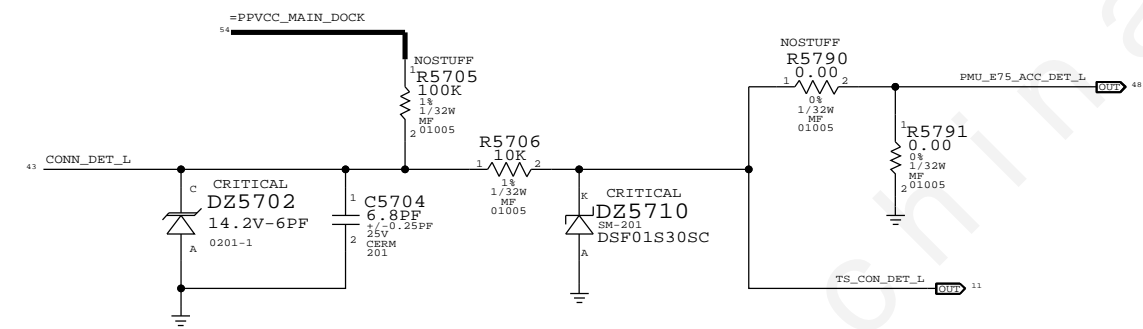 =PPVCC_MAIN_DOCK
54
NOSTUFF
1
R5705
100K
1%
1/32W
MF
2 01005
NOSTUFF
R5790
0.00
1 2
0%
1/32W
MF
01005
PMU_E75_ACC_DET_L
OUT 48
1
R5791
0.00
0%
1/32W
MF
2 01005
43 CONN_DET_L
R5706
10K
1 2
1%
1/32W
MF
01005
C
CRITICAL
DZ5702
14.2V-6PF
A
0201-1
1
C5704
6.8PF
+/-0.25PF
25V
2 CERM
201
K
CRITICAL
DZ5710
SM-201
DSF01S30SC
A
TS_CON_DET_L
OUT 11
china